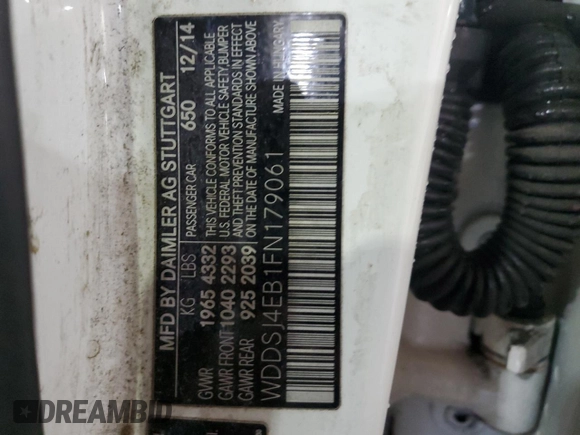 MFD BY DAIMLER AG STUTTGART
KG LBS PASSENGER CAR 650 12/14
GVWR 1965 4332 THIS VEHICLE CONFORMS TO ALL APPLICABLE
GAWR FRONT 1040 2293 U.S. FEDERAL MOTOR VEHICLE SAFETY BUMPER
GAWR REAR 925 2039 AND THEFT PREVENTION STANDARDS IN EFFECT
ON THE DATE OF MANUFACTURE SHOWN ABOVE
WDDSJ4EB1FN179061 MADE IN HUNGARY
DREAMBID